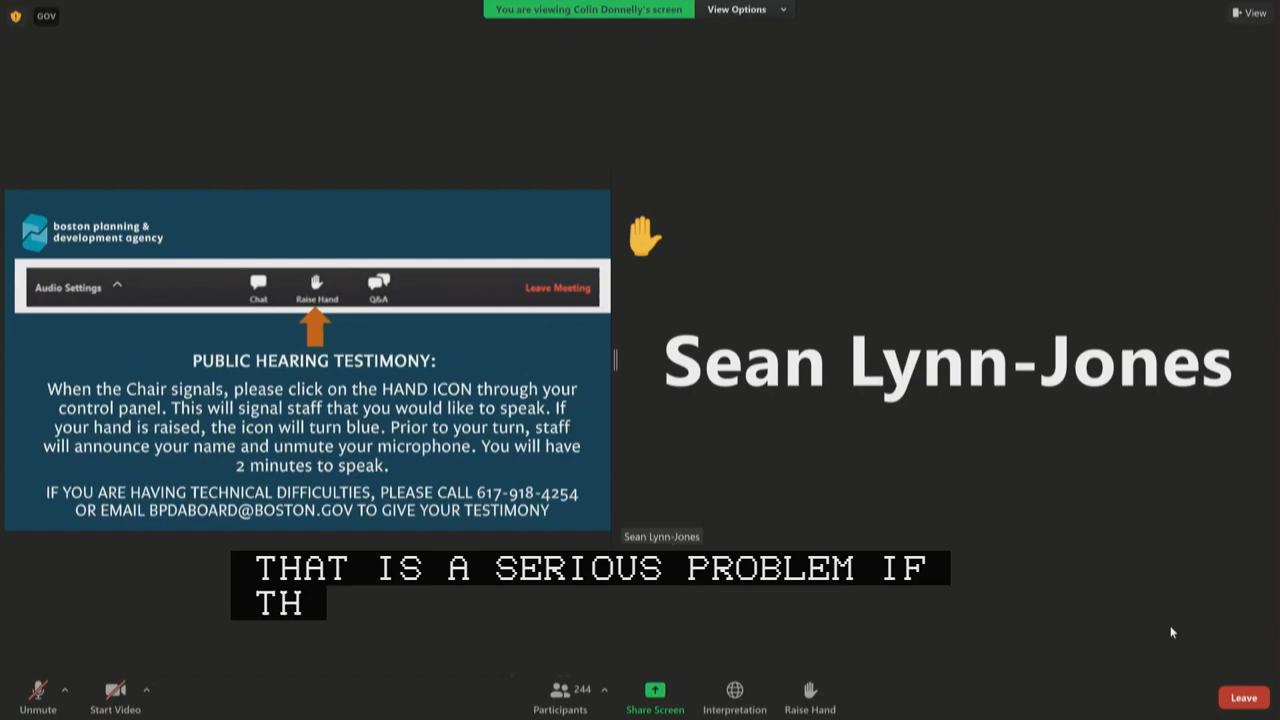 GOV
You are viewing Colin Donnelly's screen
View Options
View
boston planning &
development agency
Audio Settings
Chat
Raise Hand
Q&A
Leave Meeting
PUBLIC HEARING TESTIMONY:
When the Chair signals, please click on the HAND ICON through your
control panel. This will signal staff that you would like to speak. If
your hand is raised, the icon will turn blue. Prior to your turn, staff
will announce your name and unmute your microphone. You will have
2 minutes to speak.
IF YOU ARE HAVING TECHNICAL DIFFICULTIES, PLEASE CALL 617-918-4254
OR EMAIL BPDABOARD@BOSTON.GOV TO GIVE YOUR TESTIMONY
Sean Lynn-Jones
Sean Lynn-Jones
THAT IS A SERIOUS PROBLEM IF
TH
Unmute
Start Video
244
Participants
Share Screen
Interpretation
Raise Hand
Leave